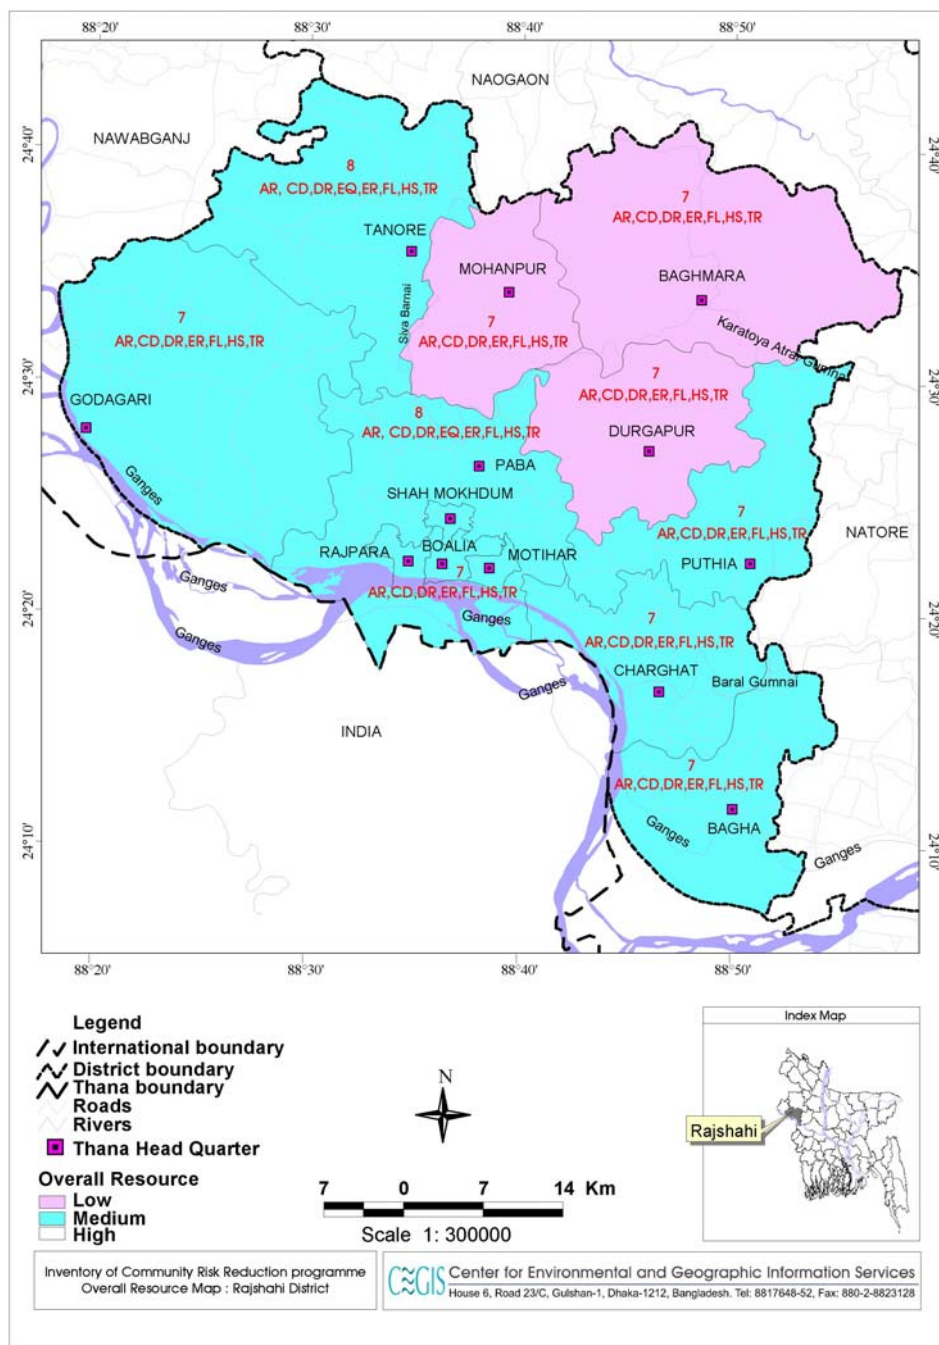 88°20'
88°30'
88°40'
88°50'
NAOGAON
NAWABGANJ
24°40'
24°40'
8
AR, CD,DR,EQ,ER,FL,HS,TR
7
AR,CD,DR,ER,FL,HS,TR
TANORE
MOHANPUR
BAGHMARA
Siva Barnai
7
AR,CD,DR,ER,FL,HS,TR
7
AR,CD,DR,ER,FL,HS,TR
Karatoya Atrai Gumna
24°30'
24°30'
7
AR,CD,DR,ER,FL,HS,TR
GODAGARI
8
AR, CD,DR,EQ,ER,FL,HS,TR
DURGAPUR
PABA
Ganges
SHAH MOKHDUM
7
AR,CD,DR,ER,FL,HS,TR
NATORE
RAJPARA
BOALIA
MOTIHAR
PUTHIA
7
AR,CD,DR,ER,FL,HS,TR
Ganges
24°20'
24°20'
Ganges
Ganges
7
AR,CD,DR,ER,FL,HS,TR
CHARGHAT
Baral Gumnai
Ganges
INDIA
7
AR,CD,DR,ER,FL,HS,TR
BAGHA
Ganges
Ganges
24°10'
24°10'
88°20'
88°30'
88°40'
88°50'
Legend
International boundary
District boundary
Thana boundary
Roads
Rivers
Thana Head Quarter
Overall Resource
Low
Medium
High
N
7 0 7 14 Km
Scale 1: 300000
Index Map
Rajshahi
Inventory of Community Risk Reduction programme
Overall Resource Map : Rajshahi District
CEGIS Center for Environmental and Geographic Information Services
House 6, Road 23/C, Gulshan-1, Dhaka-1212, Bangladesh. Tel: 8817648-52, Fax: 880-2-8823128